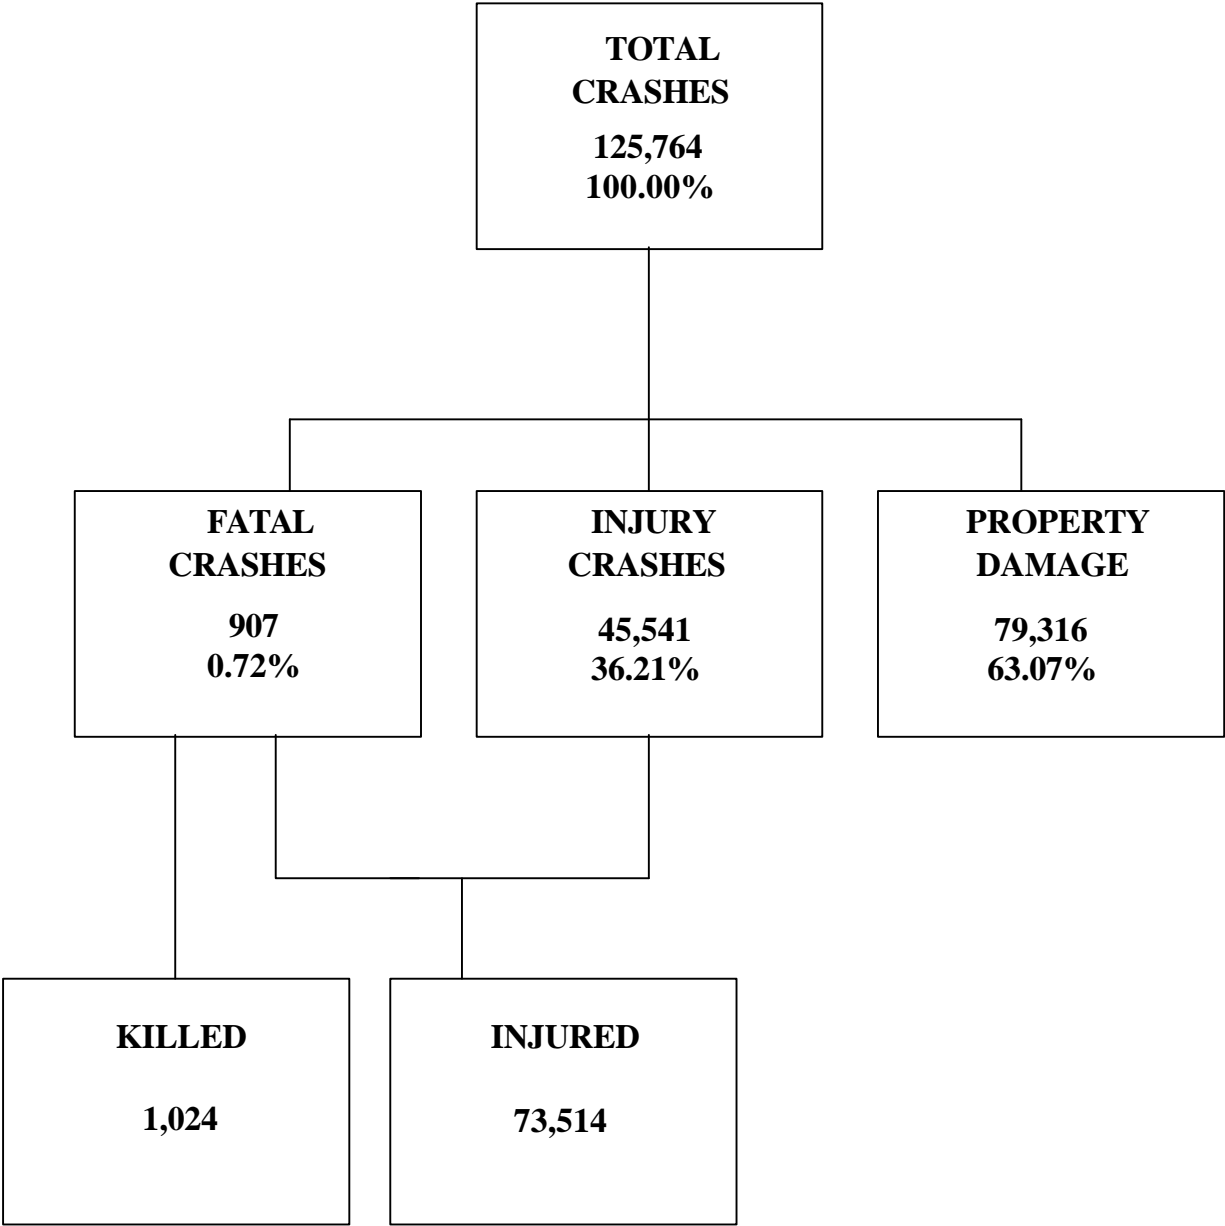 TOTAL
CRASHES
125,764
100.00%
FATAL
CRASHES
907
0.72%
INJURY
CRASHES
45,541
36.21%
PROPERTY
DAMAGE
79,316
63.07%
KILLED
1,024
INJURED
73,514